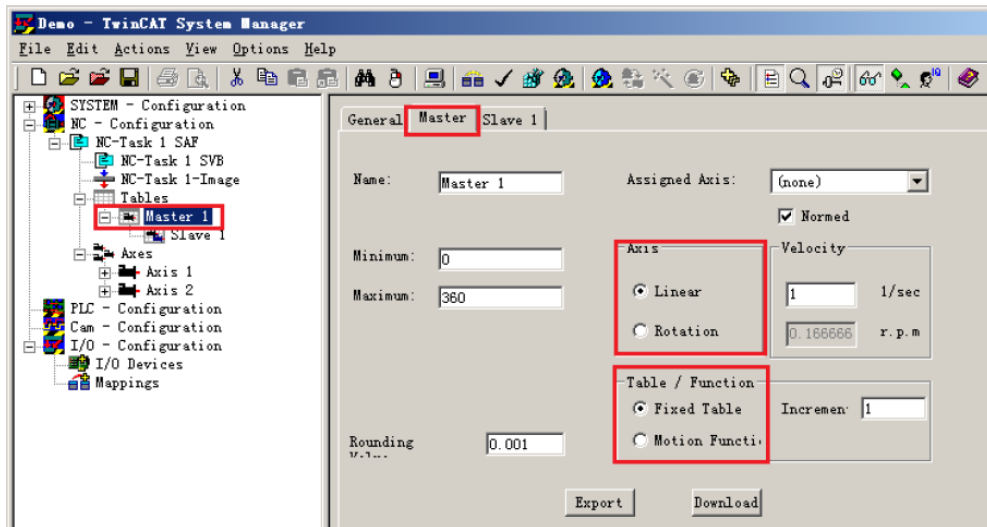 Demo - TwinCAT System Manager
File Edit Actions View Options Help
SYSTEM - Configuration
NC - Configuration
NC-Task 1 SAF
NC-Task 1 SVB
NC-Task 1-Image
Tables
Master 1
Slave 1
Axes
Axis 1
Axis 2
PLC - Configuration
Cam - Configuration
I/O - Configuration
I/O Devices
Mappings
General Master Slave 1
Name: Master 1 Assigned Axis: (none)
Normed
Minimum: 0 Axis Velocity
Maximum: 360 Linear 1 1/sec
Rotation 0.166666 r.p.m
Table / Function
Fixed Table Incremen 1
Rounding 0.001 Motion Functi
Export Download